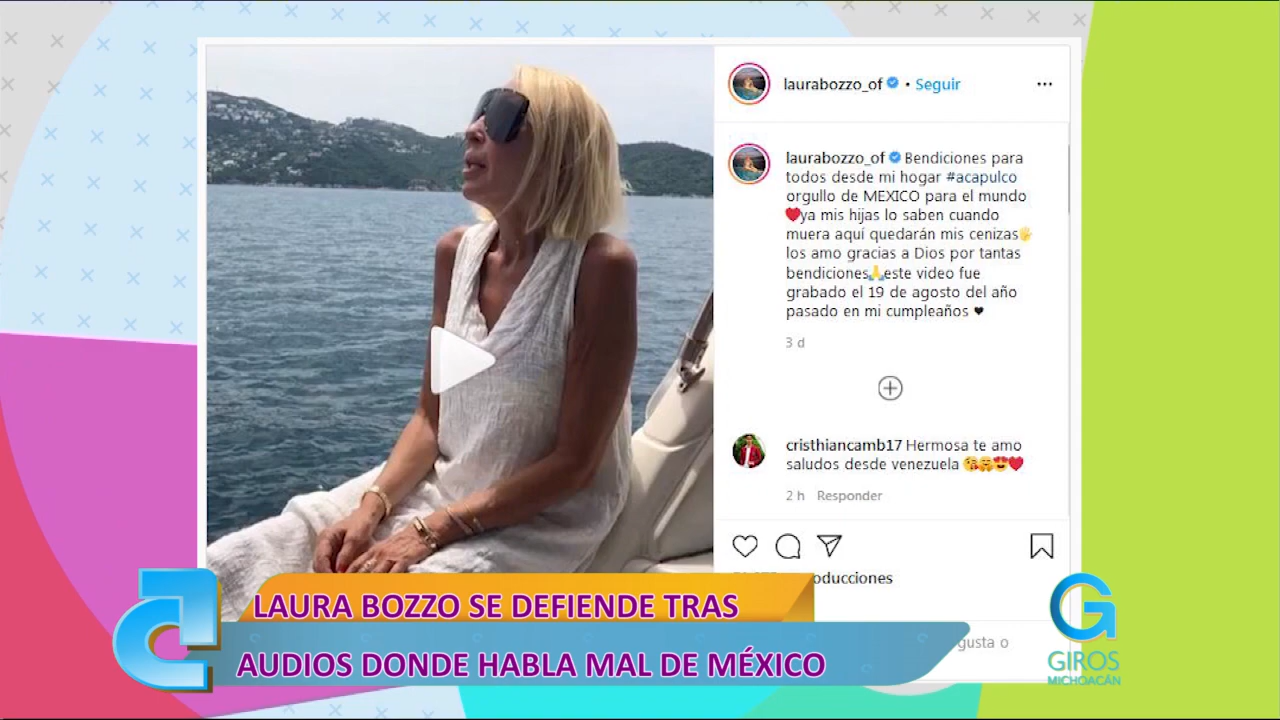 laurabozzo_of • Seguir
laurabozzo_of Bendiciones para
todos desde mi hogar #acapulco
orgullo de MEXICO para el mundo
❤️ya mis hijas lo saben cuando
muera aquí quedarán mis cenizas👋
los amo gracias a Dios por tantas
bendiciones🙏este video fue
grabado el 19 de agosto del año
pasado en mi cumpleaños ❤
3 d
cristhiancamb17 Hermosa te amo
saludos desde venezuela 😘🤗😍❤️
2 h Responder
oducciones
gusta o
LAURA BOZZO SE DEFIENDE TRAS
AUDIOS DONDE HABLA MAL DE MÉXICO
G
GIROS
MICHOACÁN